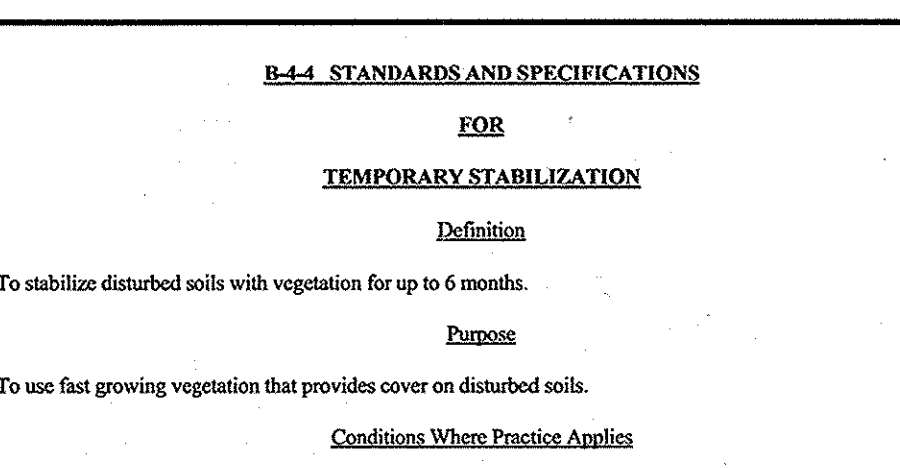 B-4-4 STANDARDS AND SPECIFICATIONS
FOR
TEMPORARY STABILIZATION
Definition
To stabilize disturbed soils with vegetation for up to 6 months.
Purpose
To use fast growing vegetation that provides cover on disturbed soils.
Conditions Where Practice Applies